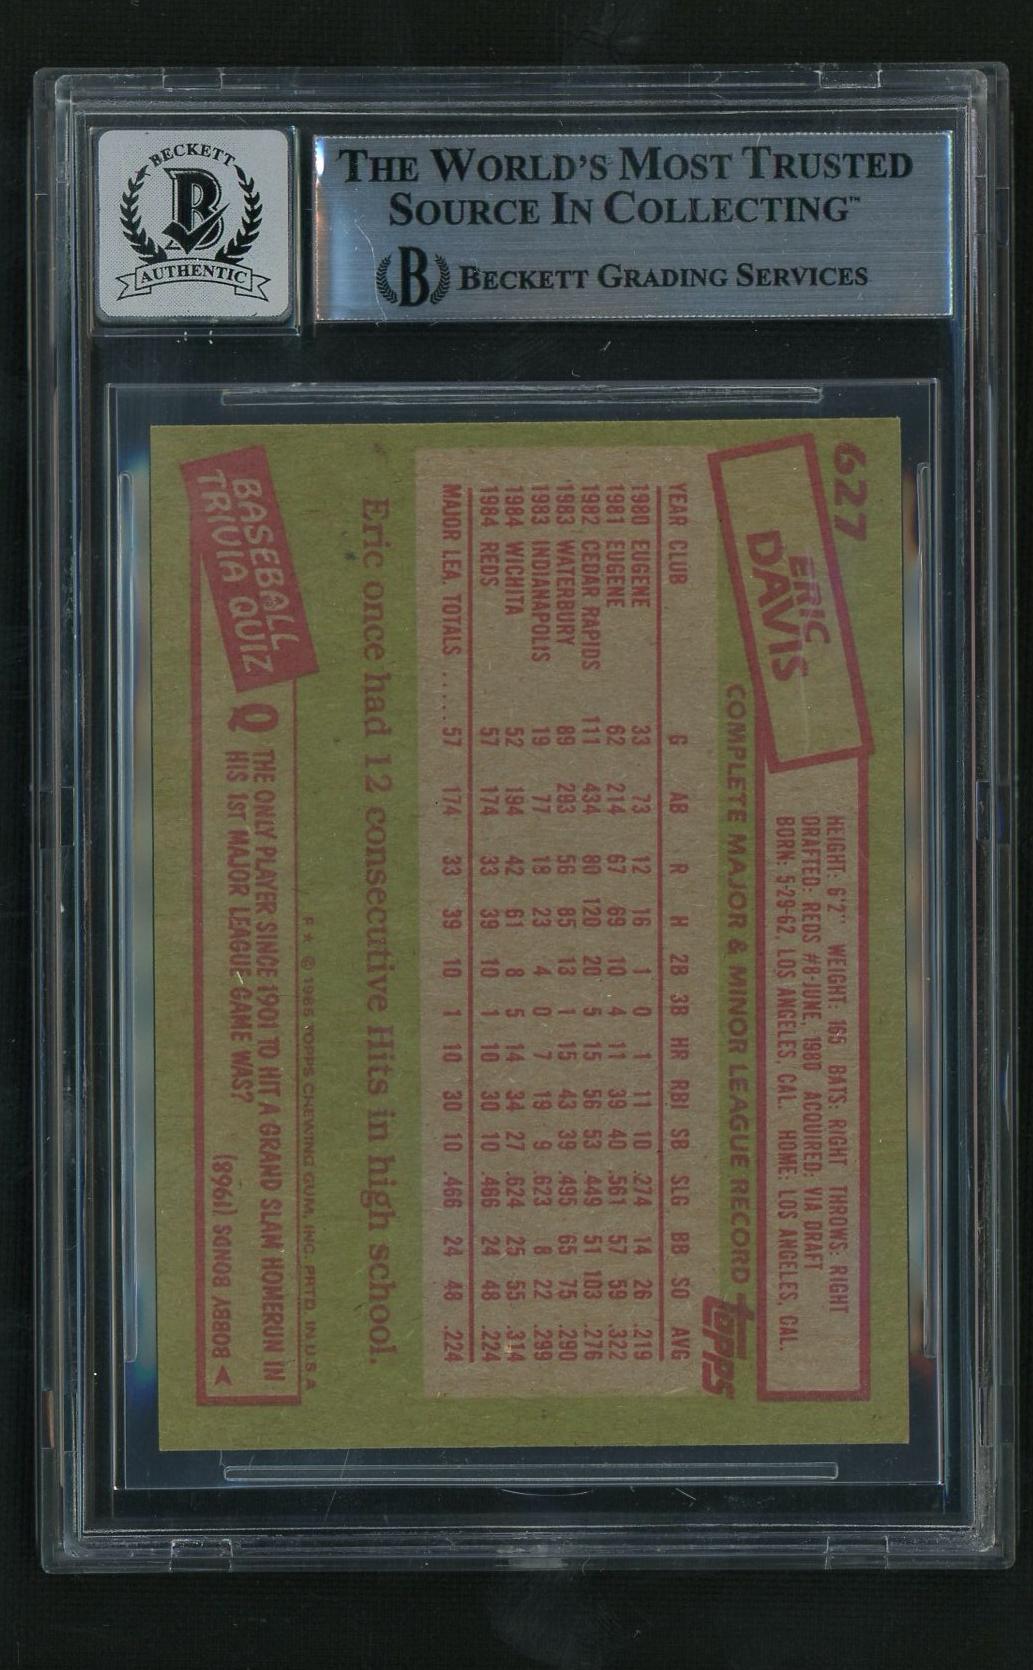 BECKETT
B
AUTHENTIC
THE WORLD'S MOST TRUSTED
SOURCE IN COLLECTING™
B BECKETT GRADING SERVICES
627
ERIC
DAVIS
HEIGHT: 6'2" WEIGHT: 165 BATS: RIGHT THROWS: RIGHT
DRAFTED: REDS #8-JUNE, 1980 ACQUIRED: VIA DRAFT
BORN: 5-29-62, LOS ANGELES, CAL. HOME: LOS ANGELES, CAL.
COMPLETE MAJOR & MINOR LEAGUE RECORD
topps
YEAR CLUB G AB R H 2B 3B HR RBI SB SLG BB SO AVG
1980 EUGENE 33 73 12 16 1 0 1 11 10 .274 14 26 .219
1981 EUGENE 62 214 67 69 10 4 11 39 40 .561 57 59 .322
1982 CEDAR RAPIDS 111 434 80 120 20 5 15 56 53 .449 51 103 .276
1983 WATERBURY 89 293 56 85 13 1 15 43 39 .495 65 75 .290
1983 INDIANAPOLIS 19 77 18 23 4 0 7 19 9 .623 8 22 .299
1984 WICHITA 52 194 42 61 8 5 14 34 27 .624 25 55 .314
1984 REDS 57 174 33 39 10 1 10 30 10 .466 24 48 .224
MAJOR LEA. TOTALS ..... 57 174 33 39 10 1 10 30 10 .466 24 48 .224
Eric once had 12 consecutive Hits in high school.
F ★ © 1985 TOPPS CHEWING GUM, INC. PRTD. IN U.S.A.
BASEBALL
TRIVIA QUIZ
Q THE ONLY PLAYER SINCE 1901 TO HIT A GRAND SLAM HOMERUN IN
HIS 1ST MAJOR LEAGUE GAME WAS?
BOBBY BONDS (1968)